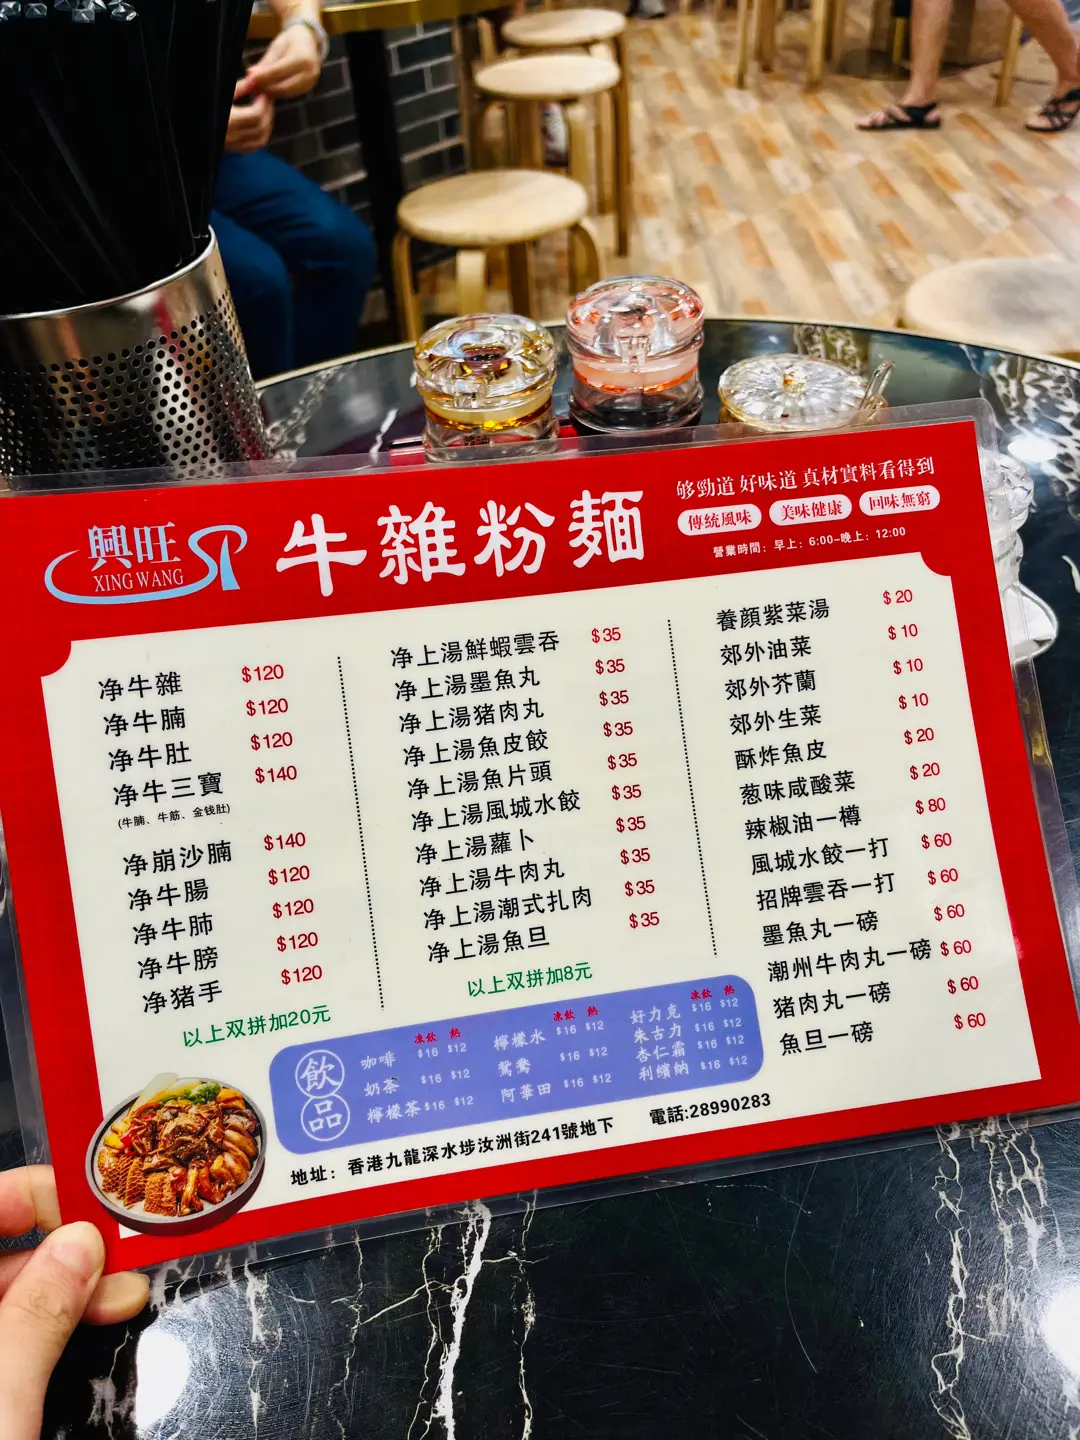 興旺
XING WANG
牛雜粉麵
够勁道 好味道 真材實料看得到
傳統風味 美味健康 回味無窮
營業時間：早上：6:00-晚上：12:00
净牛雜 $120
净牛腩 $120
净牛肚 $120
净牛三寶 $140
(牛腩、牛筋、金钱肚)
净崩沙腩 $140
净牛腸 $120
净牛肺 $120
净牛膀 $120
净猪手 $120
以上双拼加20元
净上湯鮮蝦雲吞 $35
净上湯墨魚丸 $35
净上湯猪肉丸 $35
净上湯魚皮餃 $35
净上湯魚片頭 $35
净上湯風城水餃 $35
净上湯蘿卜 $35
净上湯牛肉丸 $35
净上湯潮式扎肉 $35
净上湯魚旦 $35
以上双拼加8元
養顔紫菜湯 $20
郊外油菜 $10
郊外芥蘭 $10
郊外生菜 $10
酥炸魚皮 $20
葱味咸酸菜 $20
辣椒油一樽 $80
風城水餃一打 $60
招牌雲吞一打 $60
墨魚丸一磅 $60
潮州牛肉丸一磅 $60
猪肉丸一磅 $60
魚旦一磅 $60
飲品
凍飲 熱
咖啡 $16 $12
奶茶 $16 $12
檸檬茶 $16 $12
凍飲 熱
檸檬水 $16 $12
鴛鴦 $16 $12
阿華田 $16 $12
凍飲 熱
好力克 $16 $12
朱古力 $16 $12
杏仁霜 $16 $12
利繽納 $16 $12
地址：香港九龍深水埗汝洲街241號地下 電話:28990283